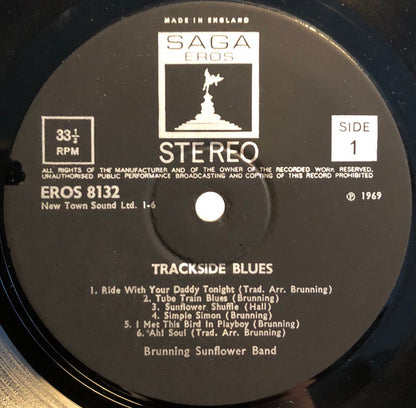 MADE IN ENGLAND
SAGA
EROS
33⅓
RPM
STEREO
SIDE
1
ALL RIGHTS OF THE MANUFACTURER AND OF THE OWNER OF THE RECORDED WORK RESERVED.
UNAUTHORISED PUBLIC PERFORMANCE BROADCASTING AND COPYING OF THIS RECORD PROHIBITED
EROS 8132
New Town Sound Ltd. 1-6
℗ 1969
TRACKSIDE BLUES
1. Ride With Your Daddy Tonight (Trad. Arr. Brunning)
2. Tube Train Blues (Brunning)
3. Sunflower Shuffle (Hall)
4. Simple Simon (Brunning)
5. I Met This Bird In Playboy (Brunning)
6. Ah! Soul (Trad. Arr. Brunning)
Brunning Sunflower Band